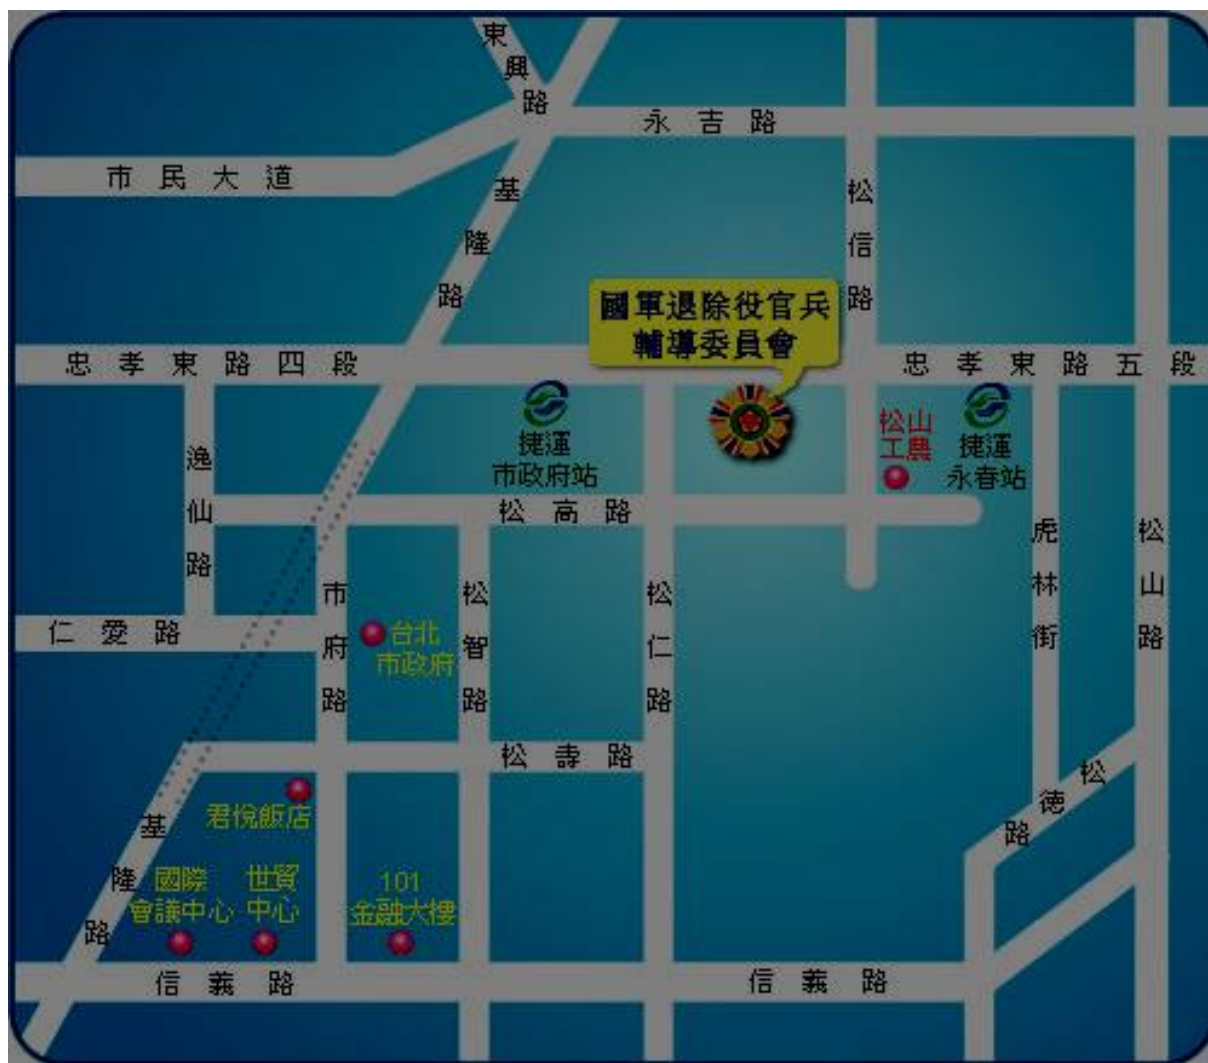 東興路
永吉路
市民大道
基隆路
松信路
國軍退除役官兵
輔導委員會
忠孝東路四段
忠孝東路五段
捷運
市政府站
松山
工農
捷運
永春站
逸仙路
松高路
虎林街
松山路
仁愛路
市府路
台北
市政府
松智路
松仁路
松壽路
松德路
君悅飯店
基隆路
國際
會議中心
世貿
中心
101
金融大樓
信義路
信義路